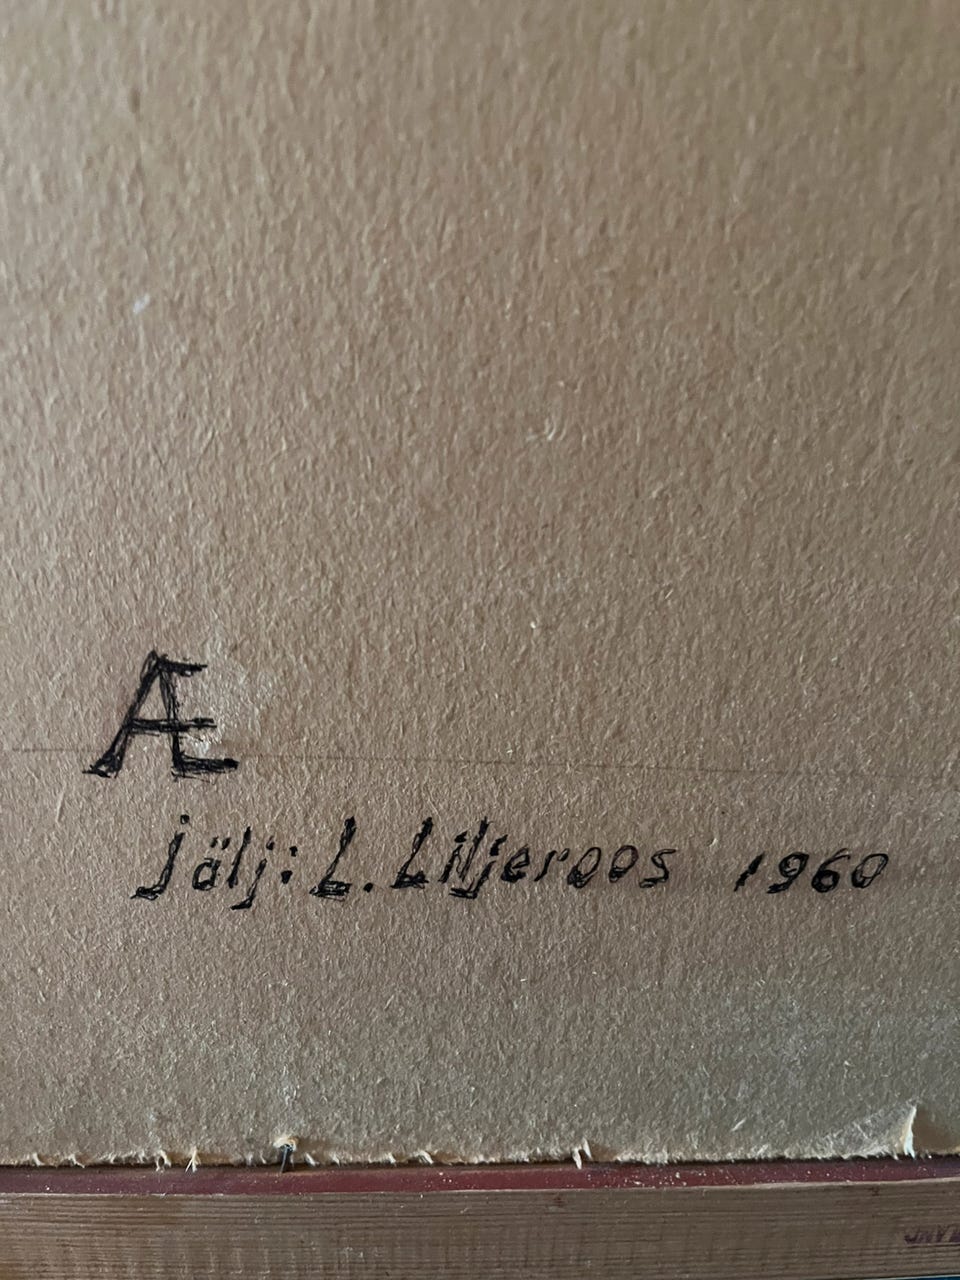 Æ
jälj: L. Liljeroos 1960